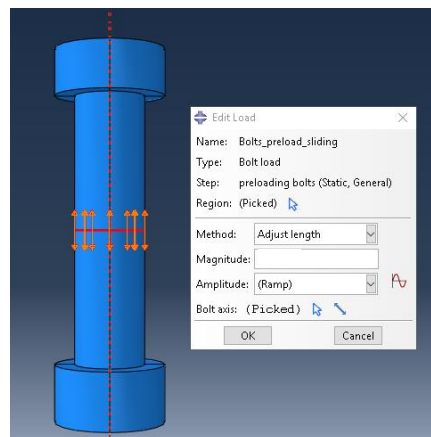 Edit Load
Name: Bolts_preload_sliding
Type: Bolt load
Step: preloading bolts (Static, General)
Region: (Picked)
Method: Adjust length
Magnitude:
Amplitude: (Ramp)
Bolt axis: (Picked)
OK Cancel